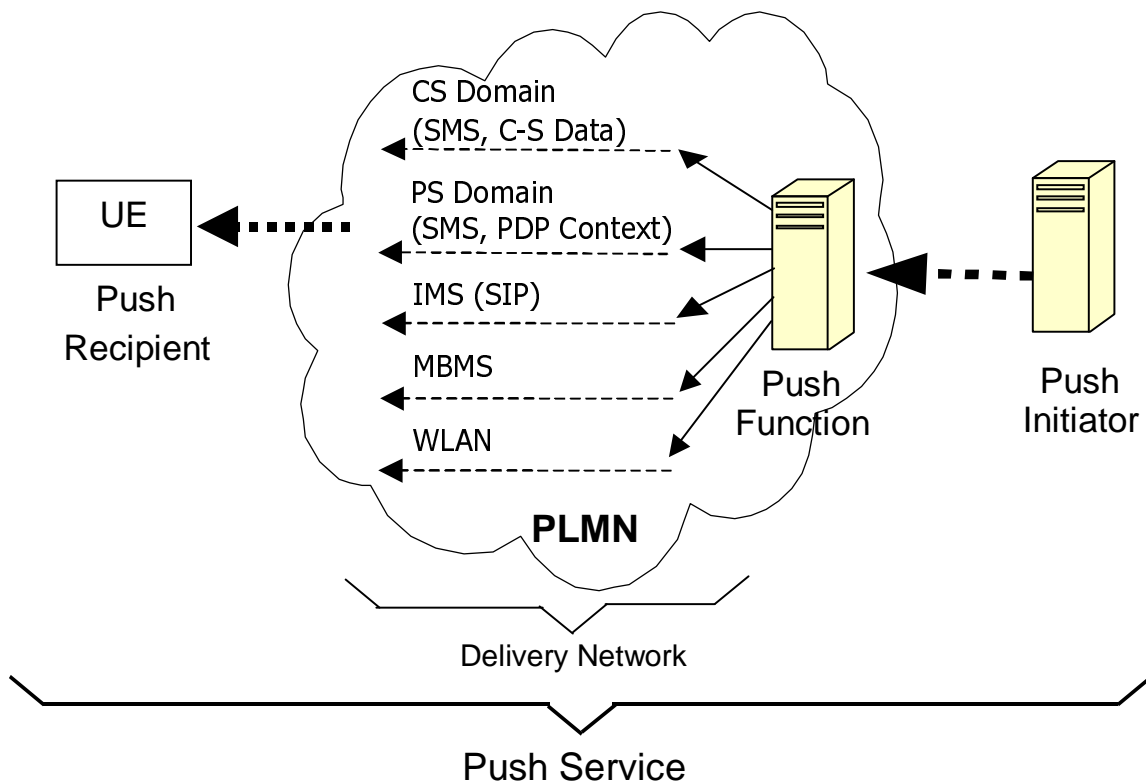 CS Domain
(SMS, C-S Data)
UE
PS Domain
(SMS, PDP Context)
Push
Recipient
IMS (SIP)
MBMS
WLAN
Push
Function
Push
Initiator
PLMN
Delivery Network
Push Service